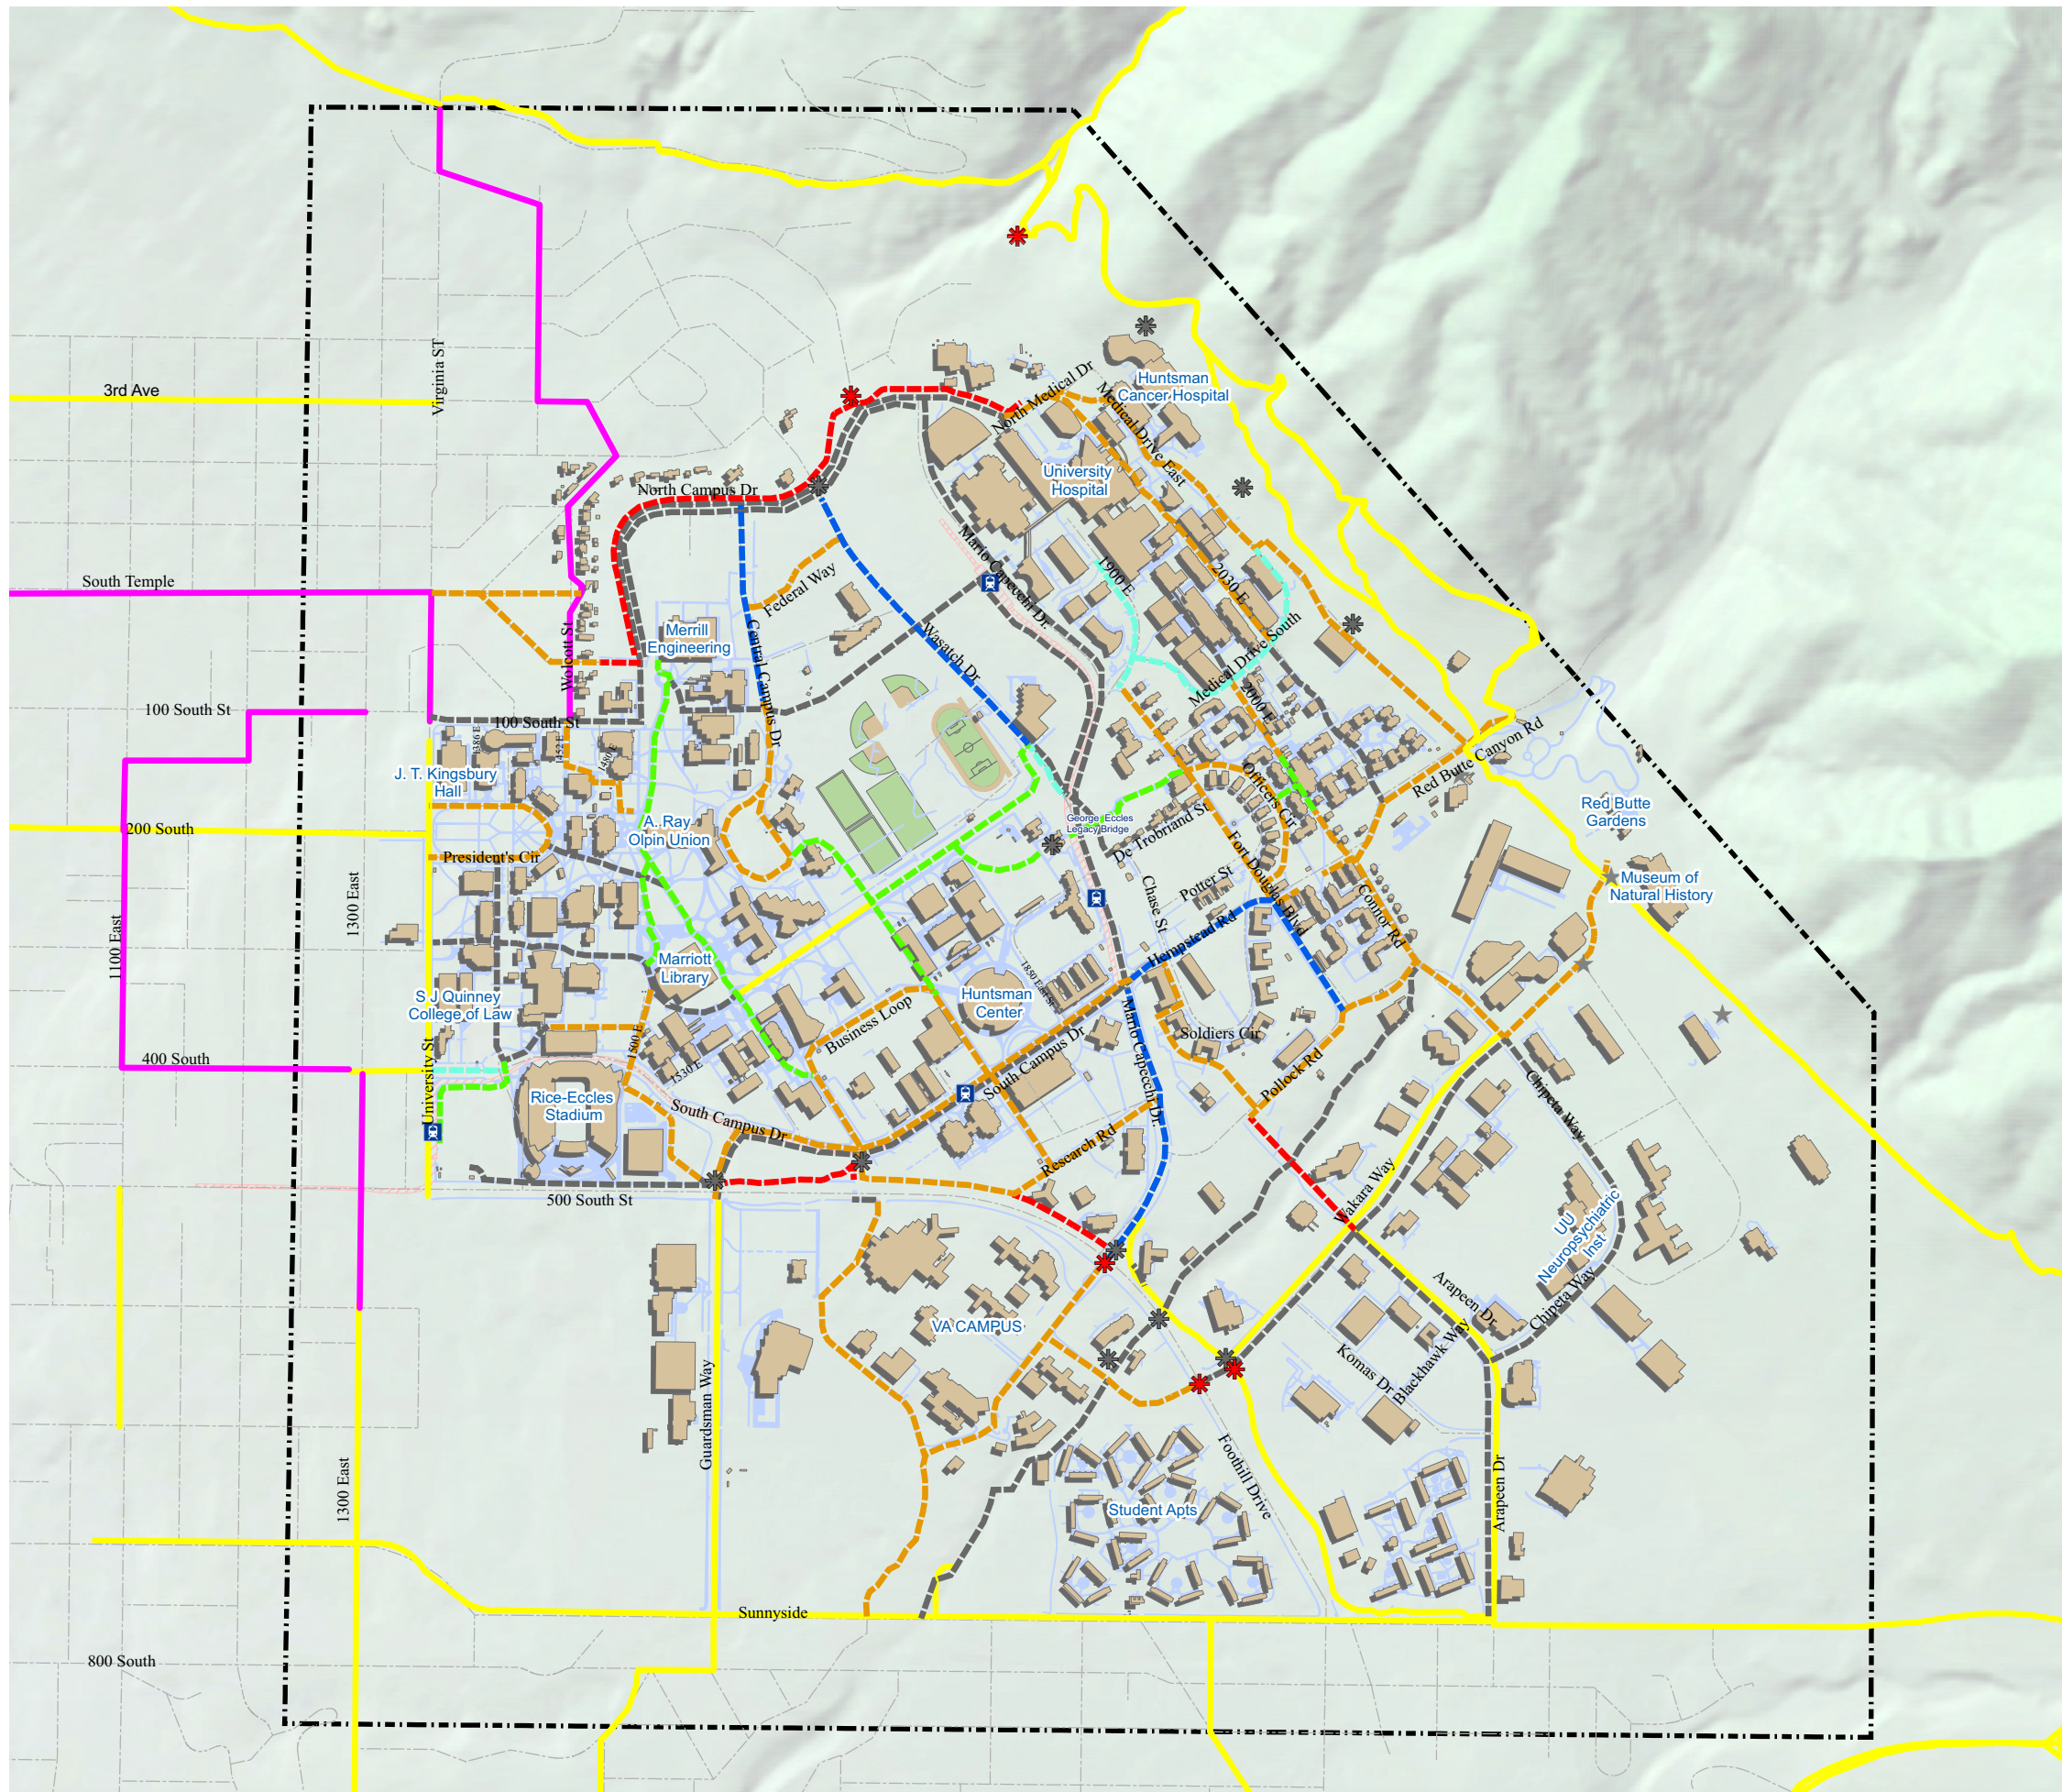 3rd Ave
Virginia ST
North Medical Dr
Medical Drive East
Huntsman
Cancer Hospital
University
Hospital
North Campus Dr
South Temple
Federal Way
Mario Capecchi Dr.
1900 E
2030 E
Merrill
Engineering
Central Campus Dr
Wasatch Dr
Wolcott St
Medical Drive South
2000 E
100 South St
100 South St
1386 E
1452 E
1480 E
J. T. Kingsbury
Hall
Officers Cir
Red Butte Canyon Rd
Red Butte
Gardens
200 South
A. Ray
Olpin Union
George Eccles
Legacy Bridge
De Trobriand St
Fort Douglas Blvd
President's Cir
Potter St
Chase St
Connor Rd
Museum of
Natural History
1300 East
1100 East
Hempstead Rd
Marriott
Library
1850 East St
Huntsman
Center
S J Quinney
College of Law
Business Loop
Mario Capecchi Dr.
Soldiers Cir
400 South
University St
1500 E
1530 E
South Campus Dr
Pollock Rd
Rice-Eccles
Stadium
South Campus Dr
Chipeta Way
Research Rd
500 South St
Wakara Way
UU
Neuropsychiatric
Inst
VA CAMPUS
Arapeen Dr
Chipeta Way
Komas Dr
Blackhawk Way
Guardsman Way
Foothill Drive
1300 East
Student Apts
Arapeen Dr
Sunnyside
800 South